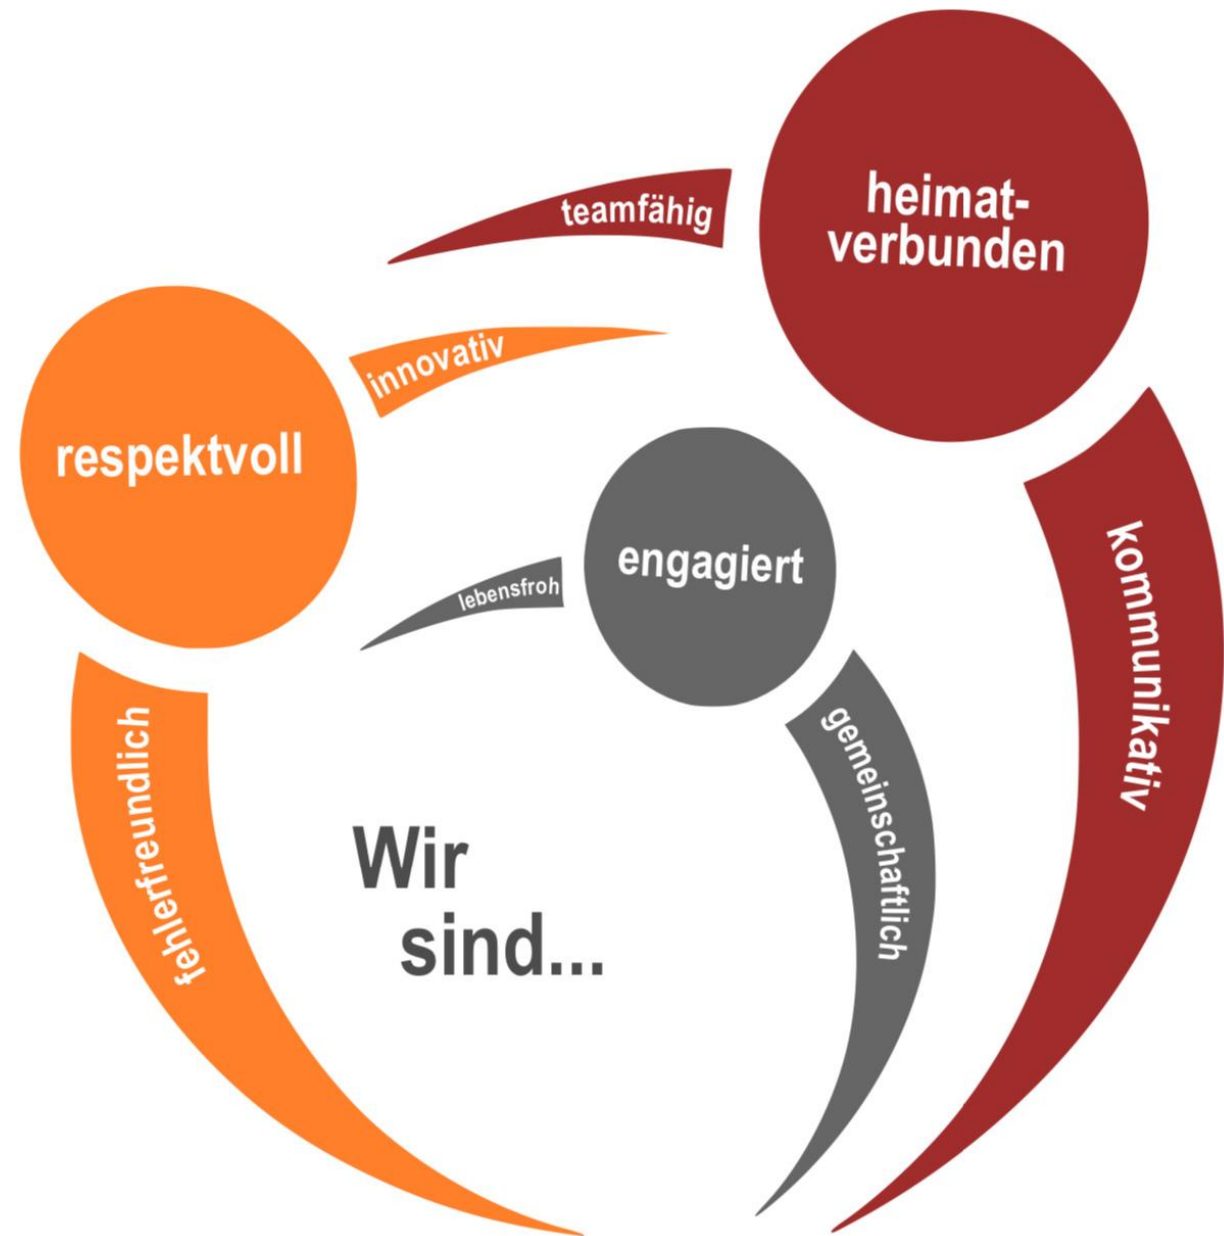 teamfähig
heimat-
verbunden
innovativ
respektvoll
engagiert
lebensfroh
kommunikativ
fehlerfreundlich
gemeinschaftlich
Wir
sind...